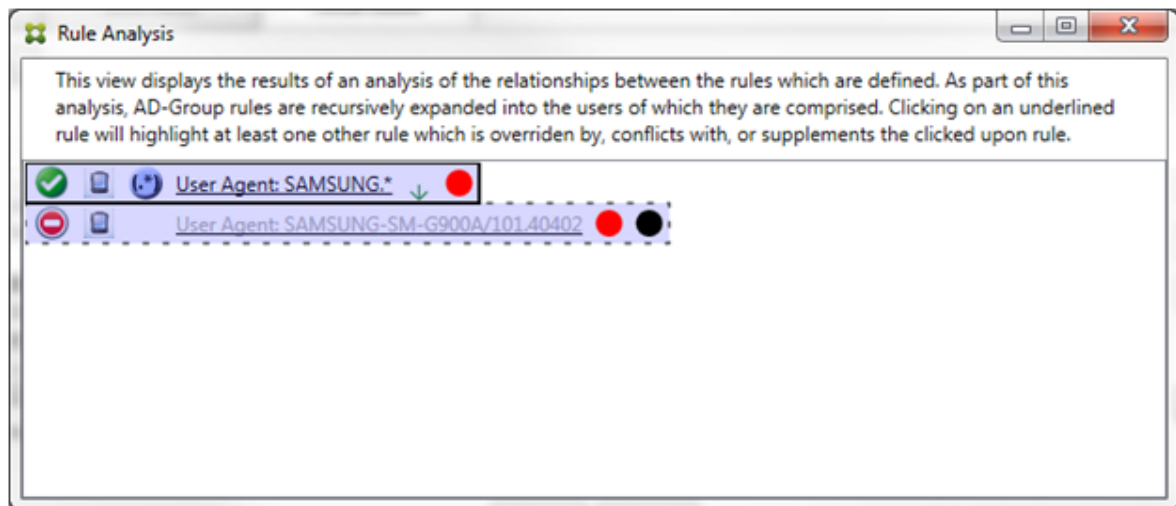 Rule Analysis
This view displays the results of an analysis of the relationships between the rules which are defined. As part of this
analysis, AD-Group rules are recursively expanded into the users of which they are comprised. Clicking on an underlined
rule will highlight at least one other rule which is overriden by, conflicts with, or supplements the clicked upon rule.
(.*) User Agent: SAMSUNG.*
User Agent: SAMSUNG-SM-G900A/101.40402